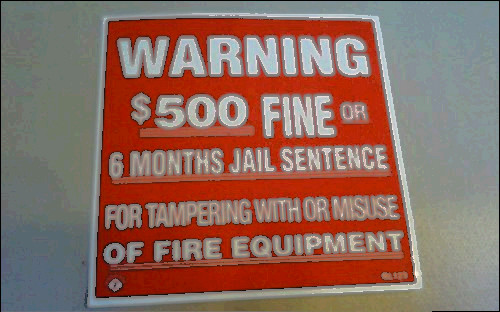 WARNING
$500 FINE OR
6 MONTHS JAIL SENTENCE
FOR TAMPERING WITH OR MISUSE
OF FIRE EQUIPMENT